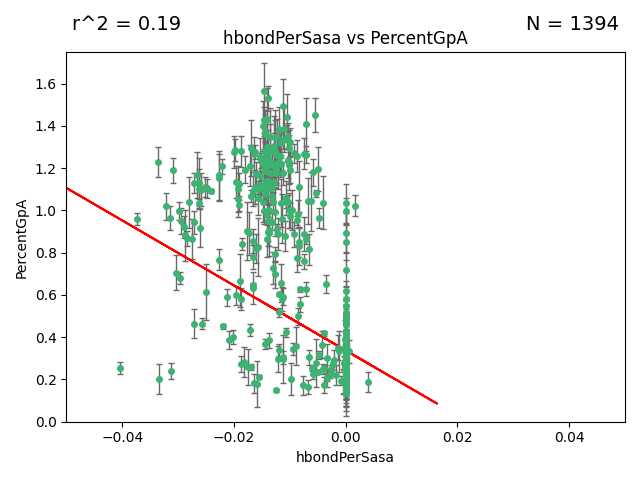 r^2 = 0.19
N = 1394
hbondPerSasa vs PercentGpA
PercentGpA
1.6
1.4
1.2
1.0
0.8
0.6
0.4
0.2
0.0
−0.04
−0.02
0.00
0.02
0.04
hbondPerSasa